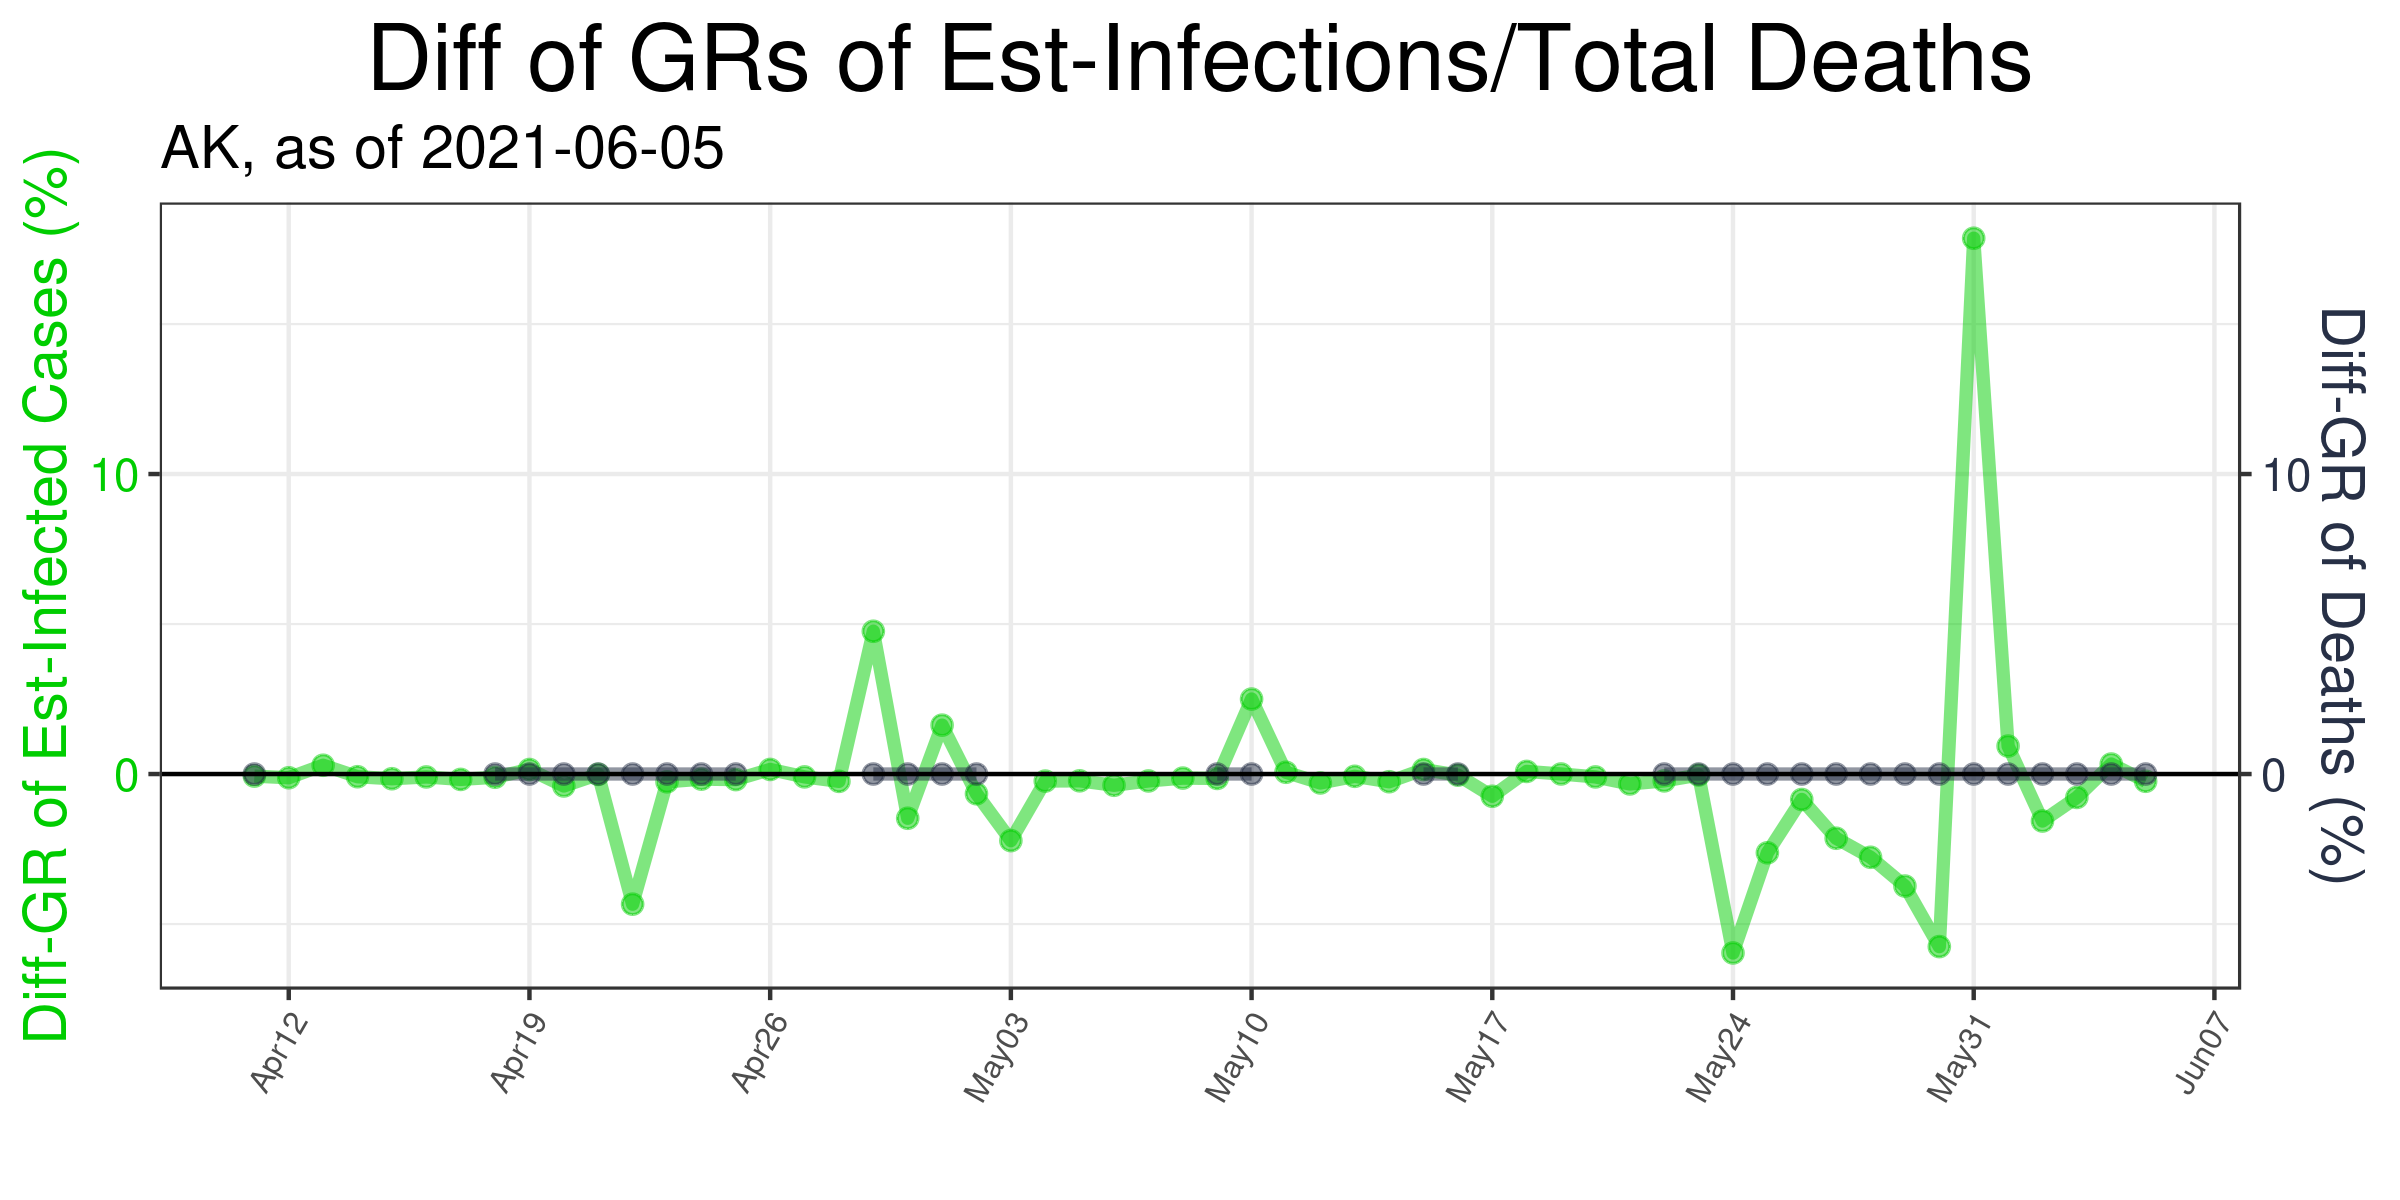 Diff of GRs of Est-Infections/Total Deaths
AK, as of 2021-06-05
Diff-GR of Est-Infected Cases (%)
10
0
10
0
Diff-GR of Deaths (%)
Apr12
Apr19
Apr26
May03
May10
May17
May24
May31
Jun07